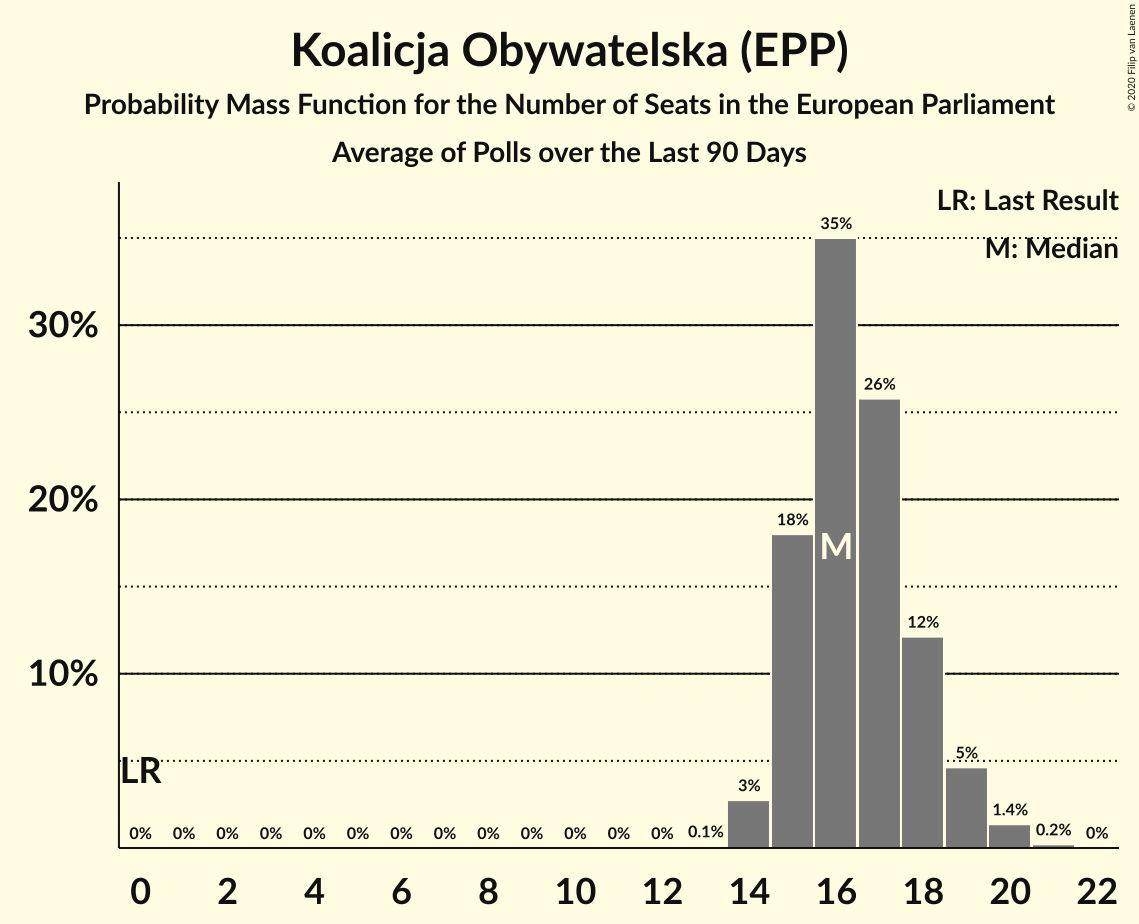 Koalicja Obywatelska (EPP)
Probability Mass Function for the Number of Seats in the European Parliament
Average of Polls over the Last 90 Days
© 2020 Filip van Laenen
LR: Last Result
M: Median
35%
30%
26%
20%
18%
M
12%
10%
LR
5%
3%
1.4%
0% 0% 0% 0% 0% 0% 0% 0% 0% 0% 0% 0% 0% 0.1% 0.2% 0%
0 2 4 6 8 10 12 14 16 18 20 22